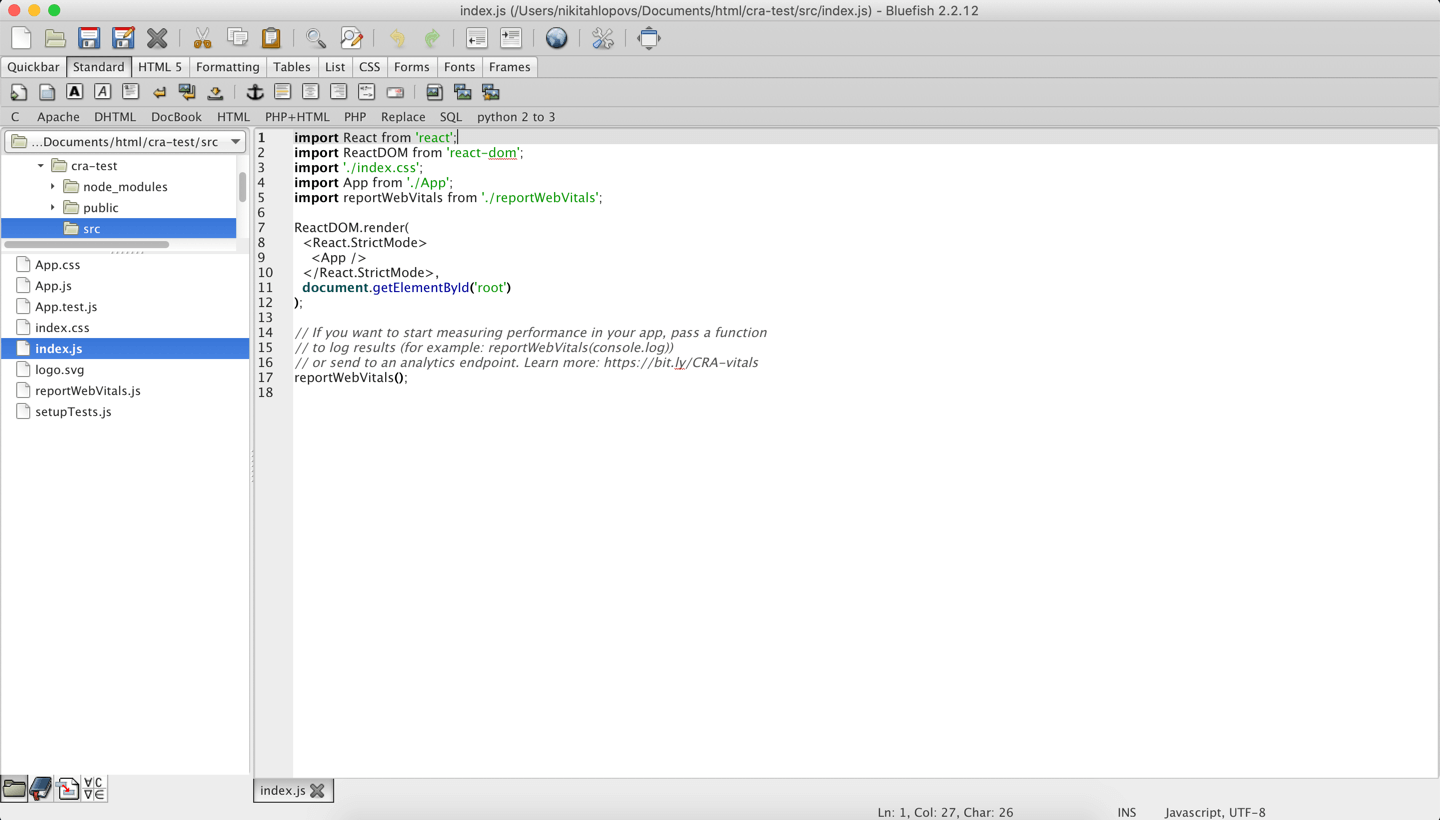 index.js (/Users/nikitahlopovs/Documents/html/cra-test/src/index.js) - Bluefish 2.2.12
Quickbar Standard HTML 5 Formatting Tables List CSS Forms Fonts Frames
C Apache DHTML DocBook HTML PHP+HTML PHP Replace SQL python 2 to 3
...Documents/html/cra-test/src
cra-test
node_modules
public
src
App.css
App.js
App.test.js
index.css
index.js
logo.svg
reportWebVitals.js
setupTests.js
1 import React from 'react';
2 import ReactDOM from 'react-dom';
3 import './index.css';
4 import App from './App';
5 import reportWebVitals from './reportWebVitals';
6
7 ReactDOM.render(
8   <React.StrictMode>
9     <App />
10   </React.StrictMode>,
11   document.getElementById('root')
12 );
13
14 // If you want to start measuring performance in your app, pass a function
15 // to log results (for example: reportWebVitals(console.log))
16 // or send to an analytics endpoint. Learn more: https://bit.ly/CRA-vitals
17 reportWebVitals();
18
index.js
Ln: 1, Col: 27, Char: 26 INS Javascript, UTF-8